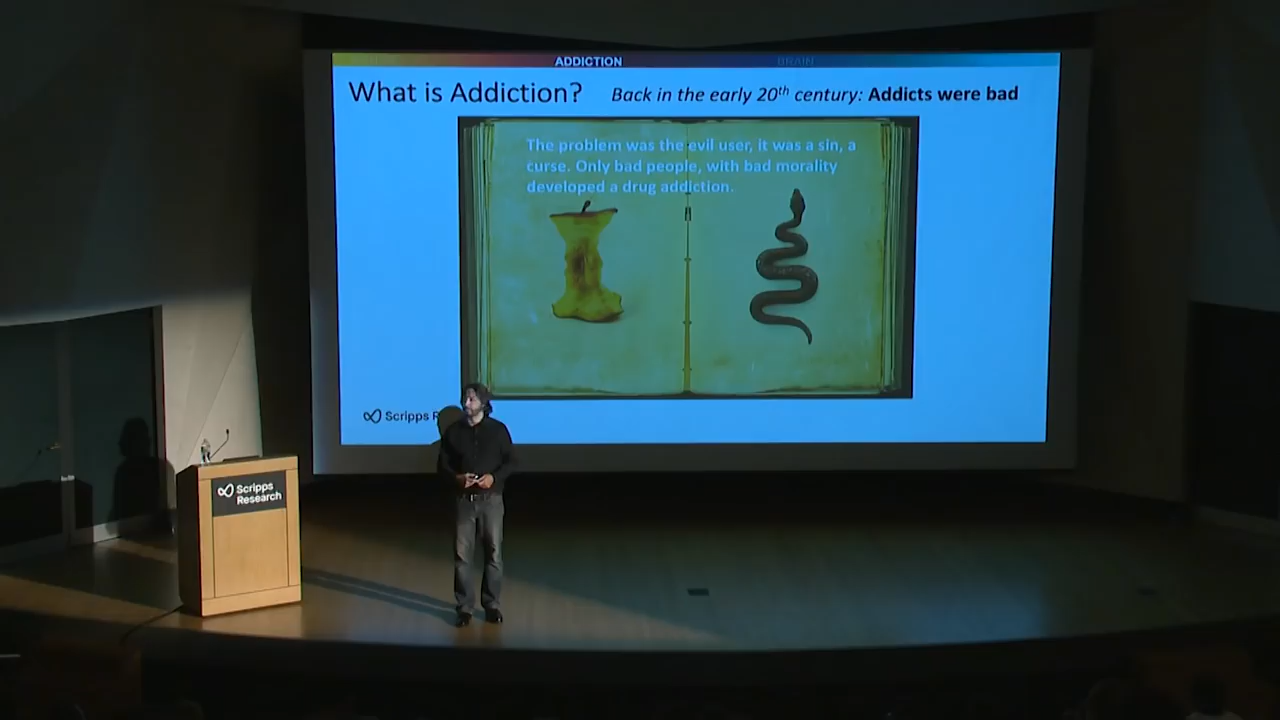 ADDICTION BRAIN
What is Addiction? Back in the early 20th century: Addicts were bad
The problem was the evil user, it was a sin, a
curse. Only bad people, with bad morality
developed a drug addiction.
Scripps
Scripps
Research